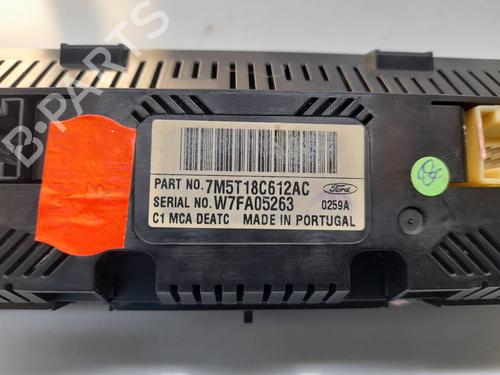 B-PARTS
PART NO. 7M5T18C612AC
Ford
SERIAL NO. W7FA05263
0259A
C1 MCA DEATC MADE IN PORTUGAL